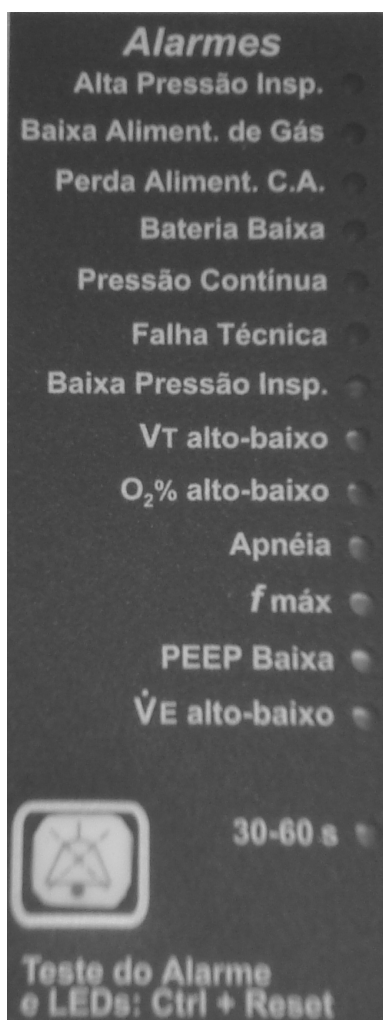 Alarmes
Alta Pressão Insp.
Baixa Aliment. de Gás
Perda Aliment. C.A.
Bateria Baixa
Pressão Contínua
Falha Técnica
Baixa Pressão Insp.
VT alto-baixo
O₂% alto-baixo
Apnéia
f máx
PEEP Baixa
V̇E alto-baixo
30-60 s
Teste do Alarme
e LEDs: Ctrl + Reset